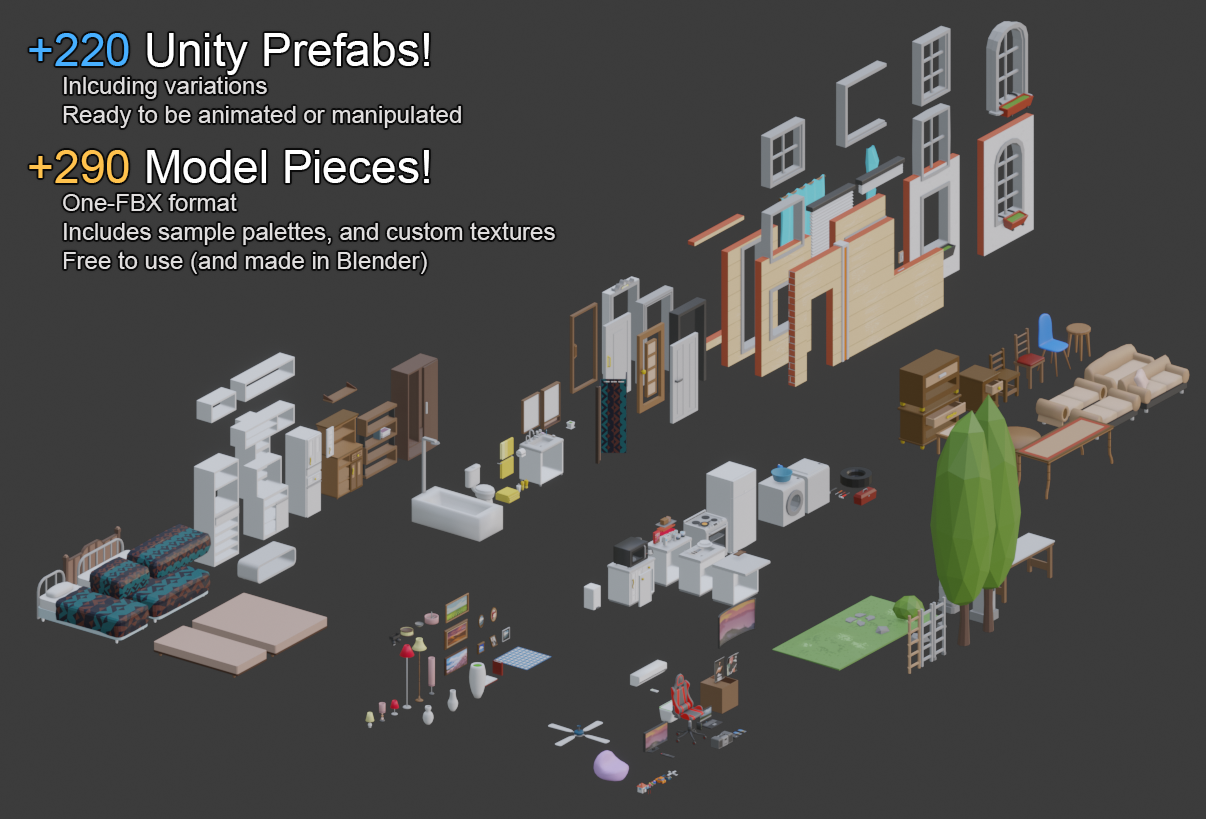 +220 Unity Prefabs!
Inlcuding variations
Ready to be animated or manipulated
+290 Model Pieces!
One-FBX format
Includes sample palettes, and custom textures
Free to use (and made in Blender)